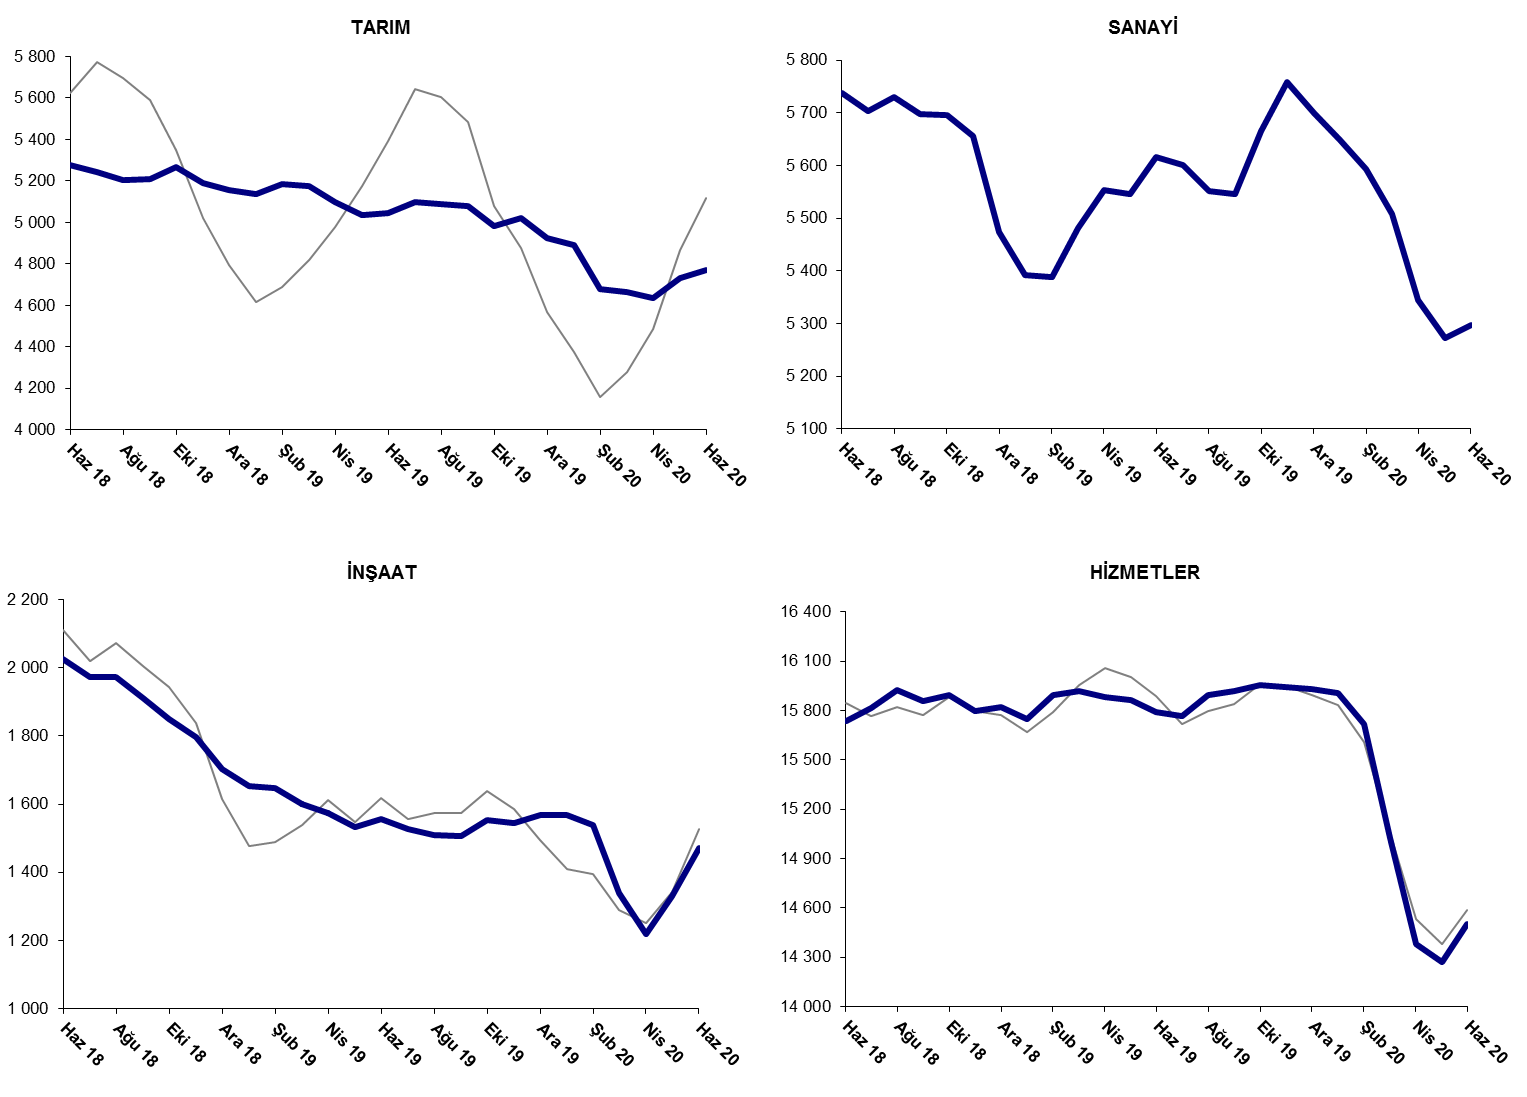 TARIM
5 800
5 600
5 400
5 200
5 000
4 800
4 600
4 400
4 200
4 000
Haz 18
Ağu 18
Eki 18
Ara 18
Şub 19
Nis 19
Haz 19
Ağu 19
Eki 19
Ara 19
Şub 20
Nis 20
Haz 20
SANAYİ
5 800
5 700
5 600
5 500
5 400
5 300
5 200
5 100
Haz 18
Ağu 18
Eki 18
Ara 18
Şub 19
Nis 19
Haz 19
Ağu 19
Eki 19
Ara 19
Şub 20
Nis 20
Haz 20
İNŞAAT
2 200
2 000
1 800
1 600
1 400
1 200
1 000
Haz 18
Ağu 18
Eki 18
Ara 18
Şub 19
Nis 19
Haz 19
Ağu 19
Eki 19
Ara 19
Şub 20
Nis 20
Haz 20
HİZMETLER
16 400
16 100
15 800
15 500
15 200
14 900
14 600
14 300
14 000
Haz 18
Ağu 18
Eki 18
Ara 18
Şub 19
Nis 19
Haz 19
Ağu 19
Eki 19
Ara 19
Şub 20
Nis 20
Haz 20